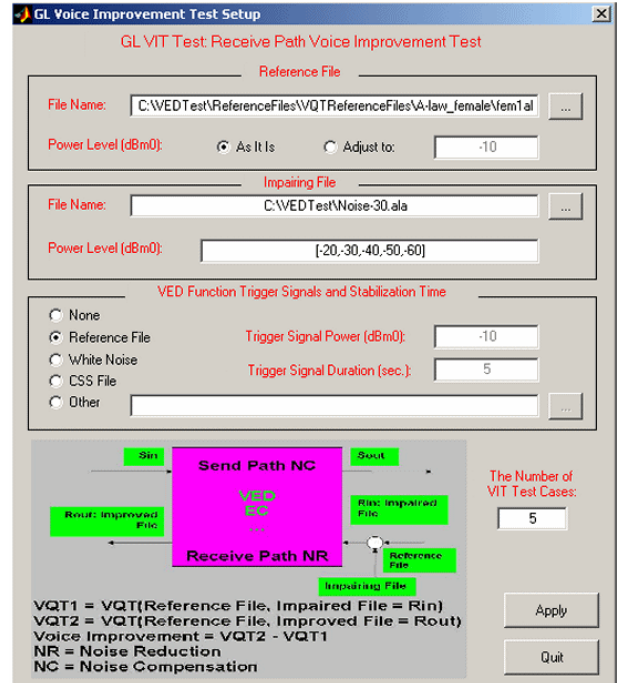 GL Voice Improvement Test Setup
GL VIT Test: Receive Path Voice Improvement Test
Reference File
File Name: C:\VEDTest\ReferenceFiles\VQTReferenceFiles\A-law_female\fem1al ...
Power Level (dBm0): As It Is Adjust to: -10
Impairing File
File Name: C:\VEDTest\Noise-30.ala ...
Power Level (dBm0): [-20,-30,-40,-50,-60]
VED Function Trigger Signals and Stabilization Time
None
Reference File Trigger Signal Power (dBm0): -10
White Noise
Trigger Signal Duration (sec.): 5
CSS File
Other ...
Sin Sout
Send Path NC
VED
EC
...
Rout: Improved
File
Rin: Impaired
File
Receive Path NR
Reference
File
Impairing File
The Number of
VIT Test Cases:
5
VQT1 = VQT(Reference File, Impaired File = Rin)
VQT2 = VQT(Reference File, Improved File = Rout)
Voice Improvement = VQT2 - VQT1
NR = Noise Reduction
NC = Noise Compensation
Apply
Quit